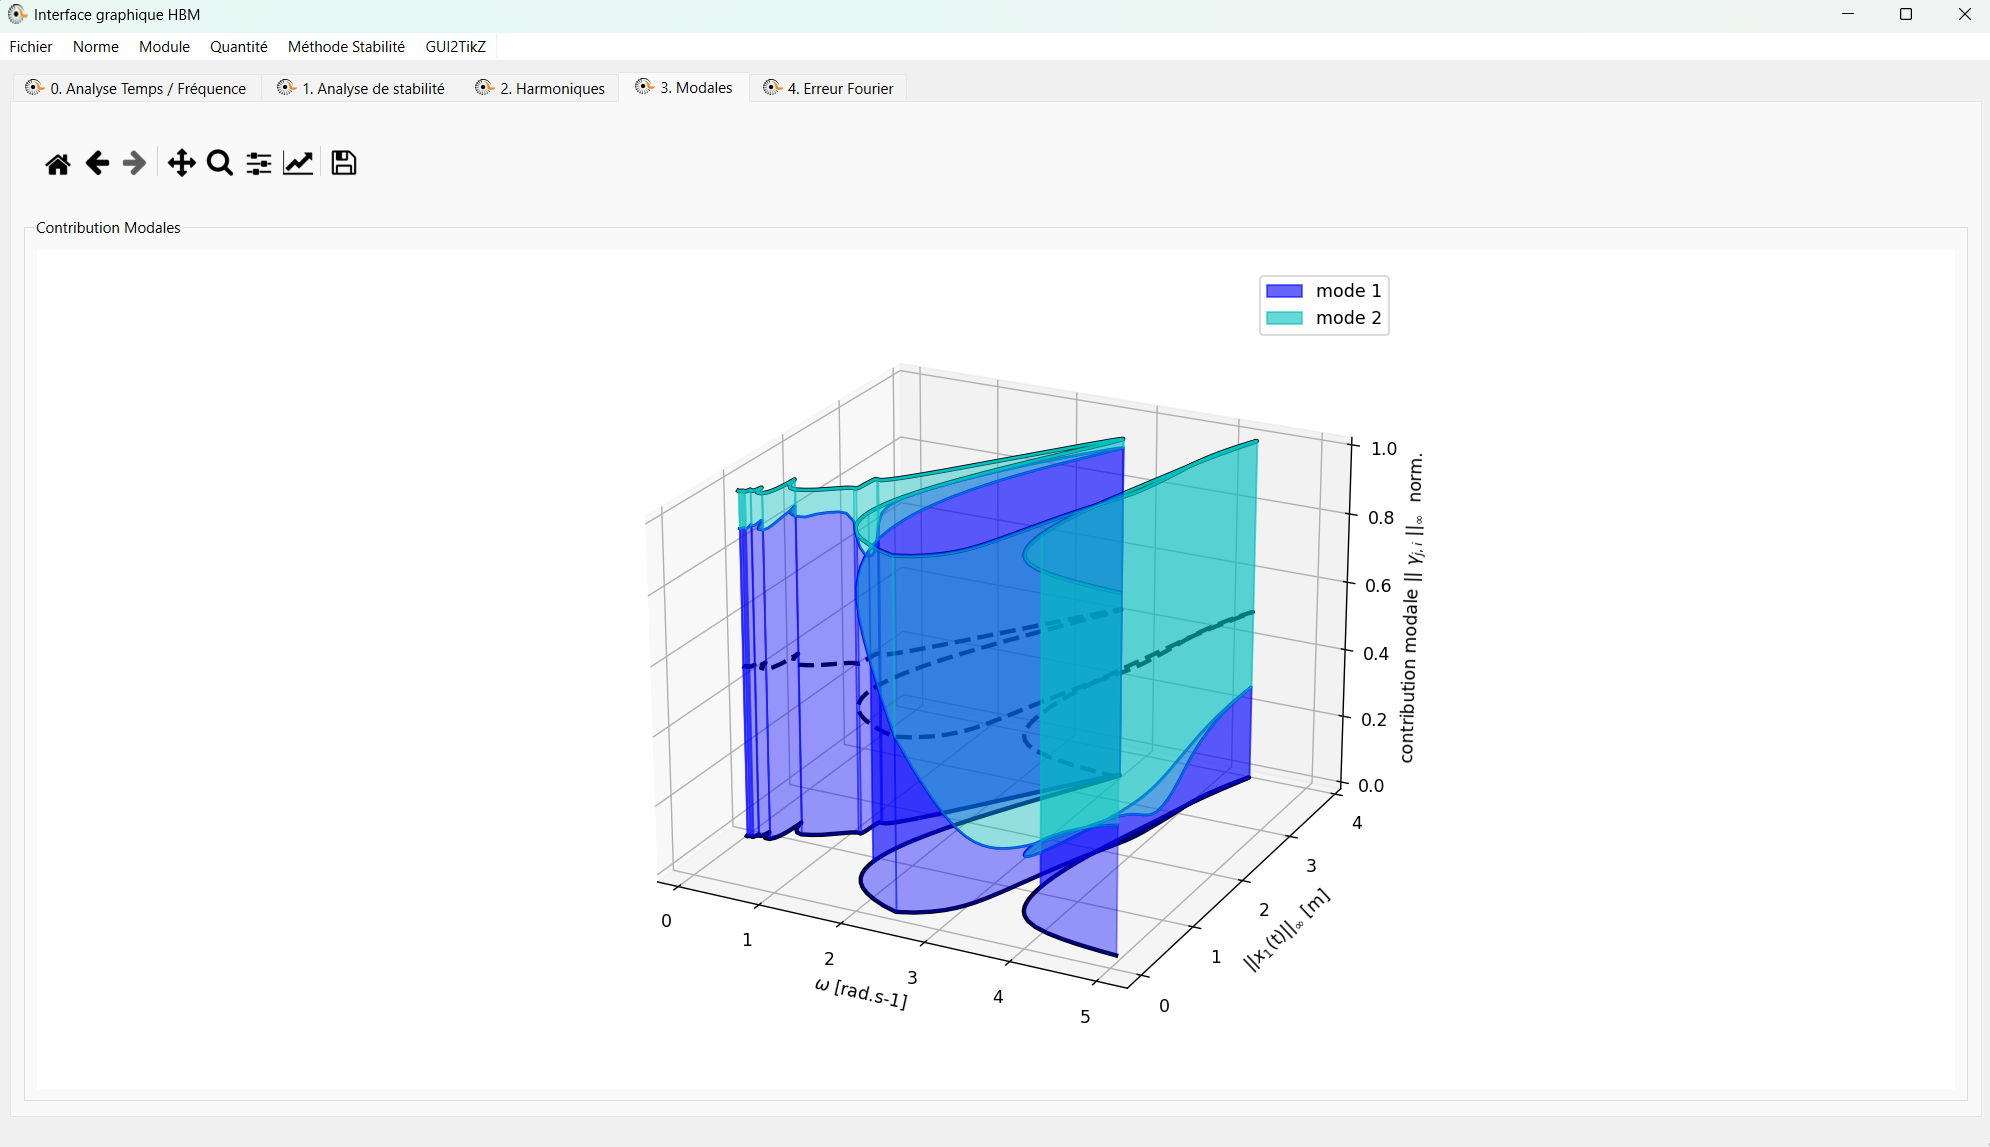 Interface graphique HBM
Fichier Norme Module Quantité Méthode Stabilité GUI2TikZ
0. Analyse Temps / Fréquence 1. Analyse de stabilité 2. Harmoniques 3. Modales 4. Erreur Fourier
Contribution Modales
mode 1
mode 2
1.0
0.8
0.6
0.4
0.2
0.0
contribution modale || γj, i ||∞ norm.
4
3
2
1
0
||x1(t)||∞ [m]
0
1
2
3
4
5
ω [rad.s-1]